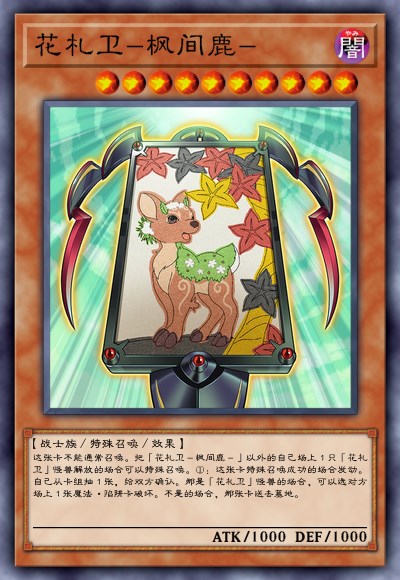 花札卫－枫间鹿－
やみ
闇
【战士族／特殊召唤／效果】
这张卡不能通常召唤。把「花札卫－枫间鹿－」以外的自己场上1只「花札
卫」怪兽解放的场合可以特殊召唤。①：这张卡特殊召唤成功的场合发动。
自己从卡组抽1张，给双方确认。那是「花札卫」怪兽的场合，可以选对方
场上1张魔法·陷阱卡破坏。不是的场合，那张卡送去墓地。
ATK/1000 DEF/1000